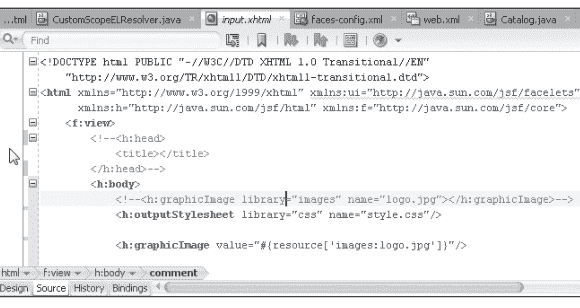 ...tml CustomScopeELResolver.java input.xhtml faces-config.xml web.xml Catalog.java
Find
<!DOCTYPE html PUBLIC "-//W3C//DTD XHTML 1.0 Transitional//EN"
"http://www.w3.org/TR/xhtml1/DTD/xhtml1-transitional.dtd">
<html xmlns="http://www.w3.org/1999/xhtml" xmlns:ui="http://java.sun.com/jsf/facelets"
xmlns:h="http://java.sun.com/jsf/html" xmlns:f="http://java.sun.com/jsf/core">
<f:view>
<!--<h:head>
<title></title>
</h:head>-->
<h:body>
<!--<h:graphicImage library="images" name="logo.jpg"></h:graphicImage>-->
<h:outputStylesheet library="css" name="style.css"/>
<h:graphicImage value="#{resource['images:logo.jpg']}"/>
html f:view h:body comment
Design Source History Bindings